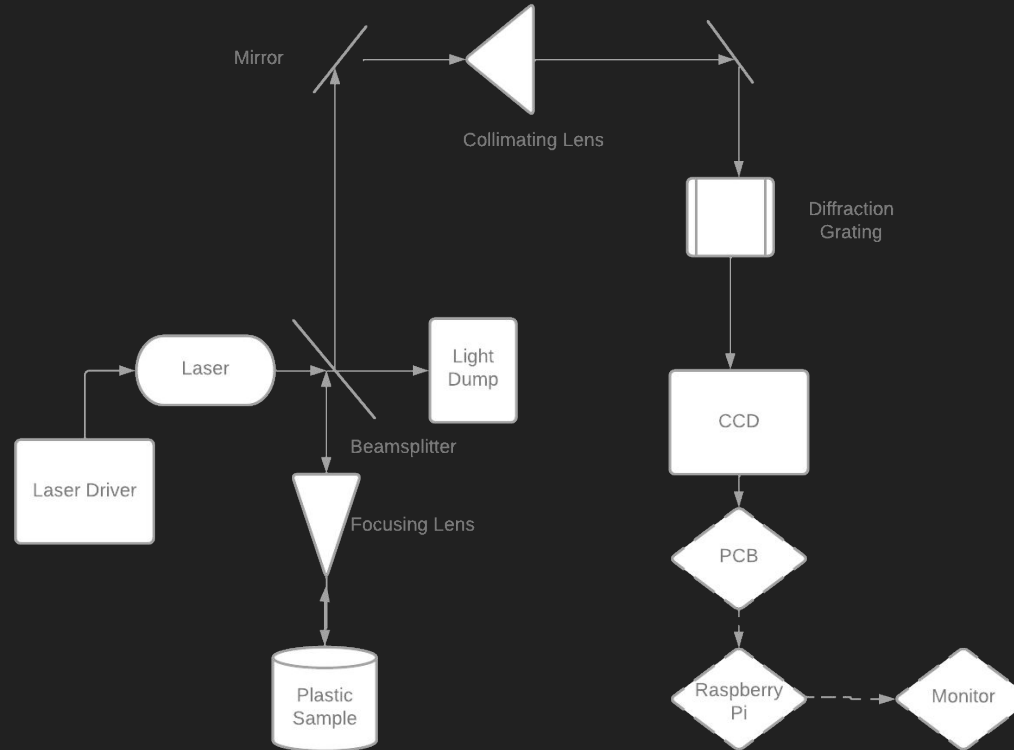 Mirror
Collimating Lens
Diffraction
Grating
Laser
Light
Dump
CCD
Beamsplitter
Laser Driver
Focusing Lens
PCB
Plastic
Sample
Raspberry
Pi
Monitor